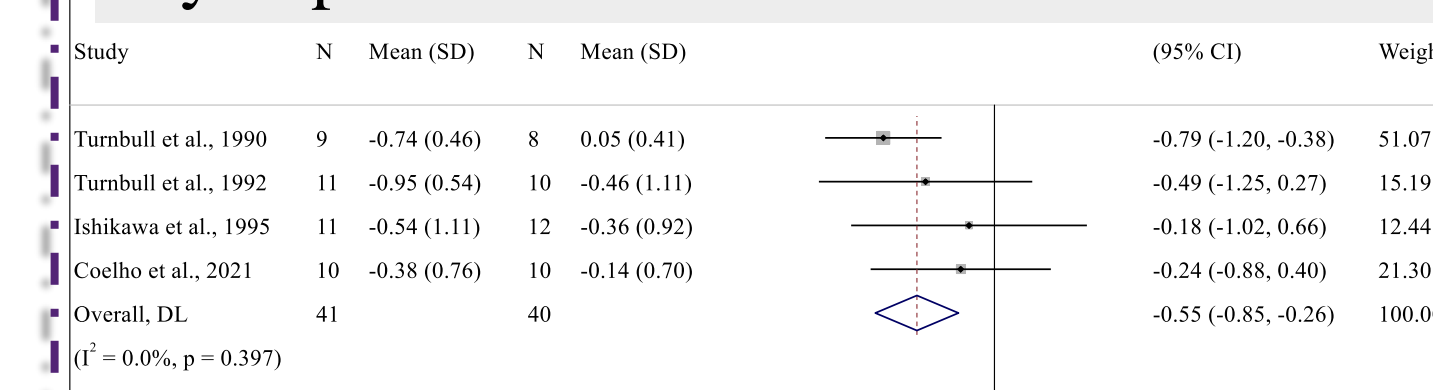 Study N Mean (SD) N Mean (SD) (95% CI)
Turnbull et al., 1990 9 -0.74 (0.46) 8 0.05 (0.41) -0.79 (-1.20, -0.38) 51.07
Turnbull et al., 1992 11 -0.95 (0.54) 10 -0.46 (1.11) -0.49 (-1.25, 0.27) 15.19
Ishikawa et al., 1995 11 -0.54 (1.11) 12 -0.36 (0.92) -0.18 (-1.02, 0.66) 12.44
Coelho et al., 2021 10 -0.38 (0.76) 10 -0.14 (0.70) -0.24 (-0.88, 0.40) 21.30
Overall, DL 41 40 -0.55 (-0.85, -0.26) 100.0
(I² = 0.0%, p = 0.397)